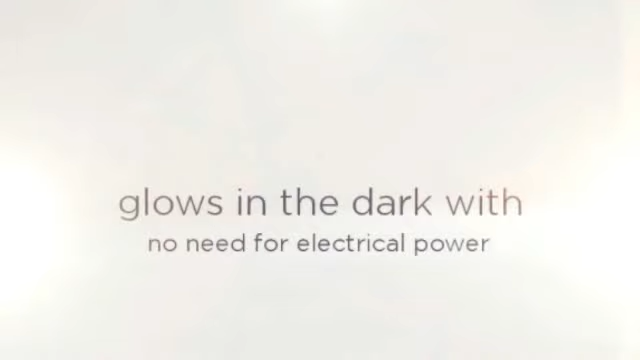 glows in the dark with
no need for electrical power